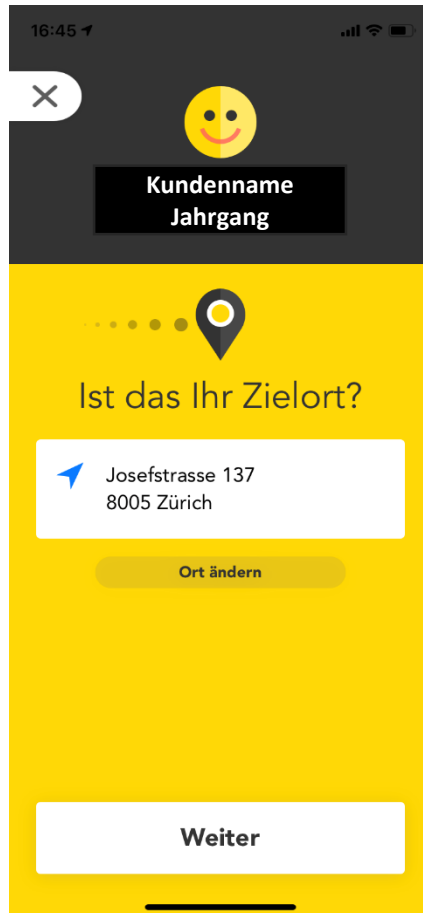 16:45
Kundenname
Jahrgang
Ist das Ihr Zielort?
Josefstrasse 137
8005 Zürich
Ort ändern
Weiter